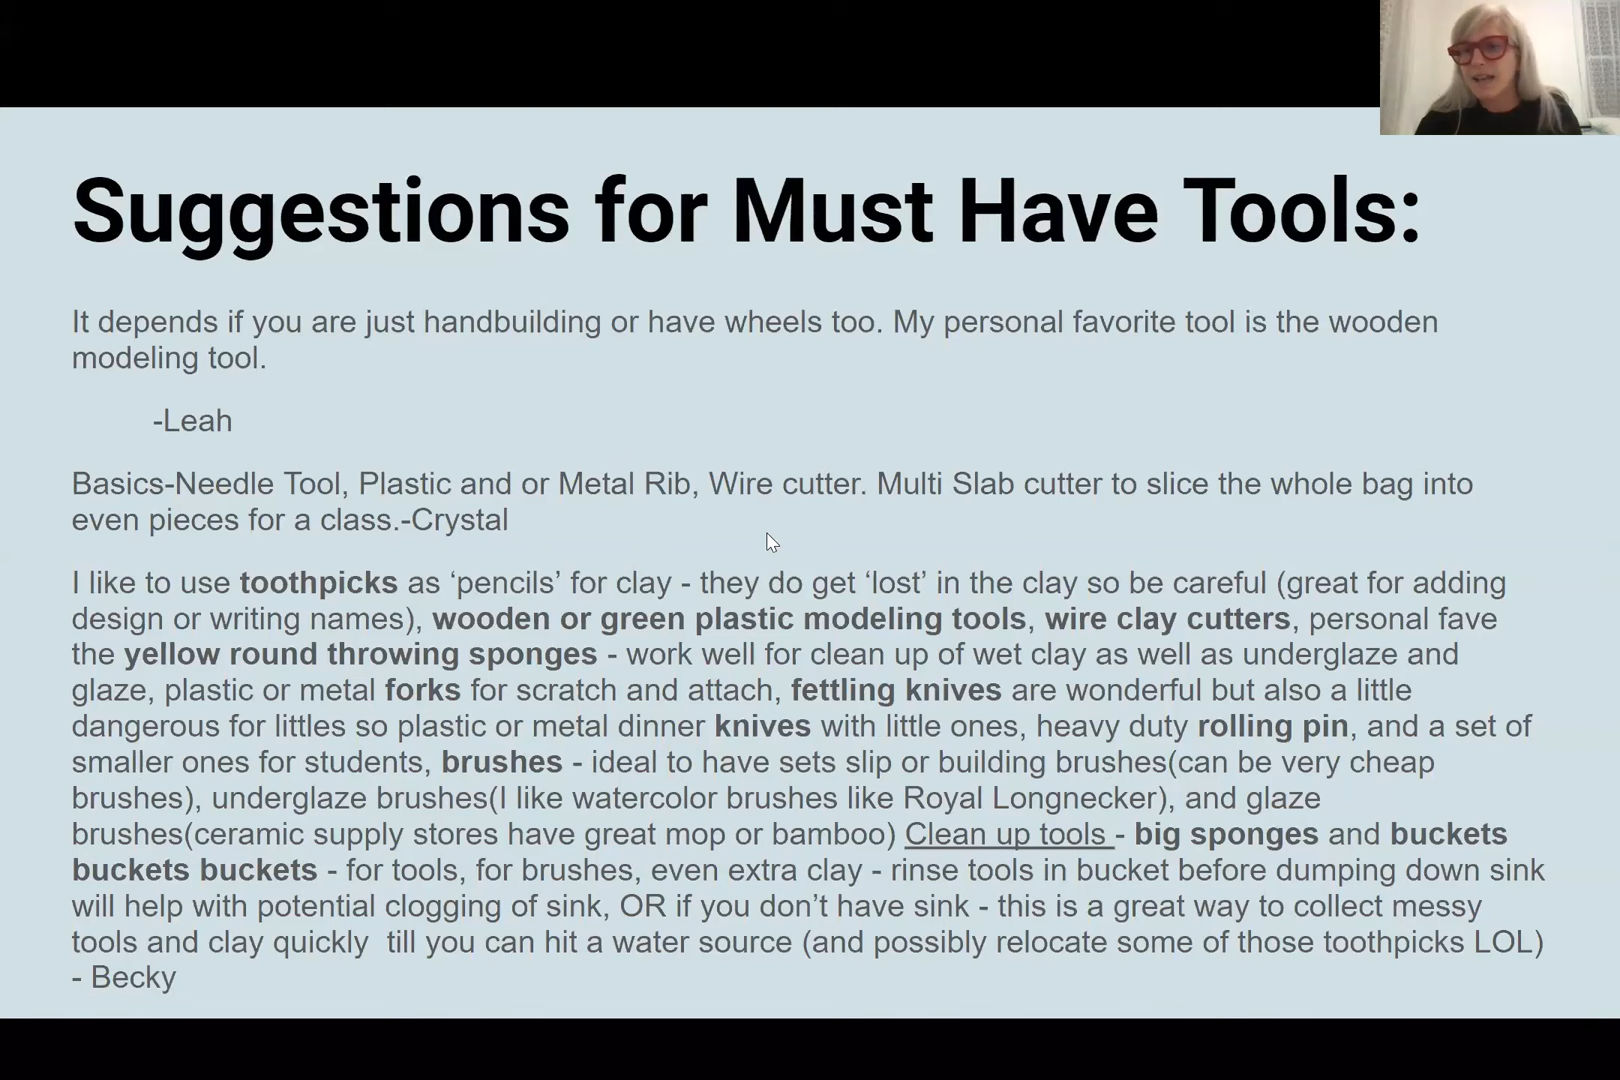 Suggestions for Must Have Tools:
It depends if you are just handbuilding or have wheels too. My personal favorite tool is the wooden
modeling tool.
-Leah
Basics-Needle Tool, Plastic and or Metal Rib, Wire cutter. Multi Slab cutter to slice the whole bag into
even pieces for a class.-Crystal
I like to use toothpicks as ‘pencils’ for clay - they do get ‘lost’ in the clay so be careful (great for adding
design or writing names), wooden or green plastic modeling tools, wire clay cutters, personal fave
the yellow round throwing sponges - work well for clean up of wet clay as well as underglaze and
glaze, plastic or metal forks for scratch and attach, fettling knives are wonderful but also a little
dangerous for littles so plastic or metal dinner knives with little ones, heavy duty rolling pin, and a set of
smaller ones for students, brushes - ideal to have sets slip or building brushes(can be very cheap
brushes), underglaze brushes(I like watercolor brushes like Royal Longnecker), and glaze
brushes(ceramic supply stores have great mop or bamboo) Clean up tools - big sponges and buckets
buckets buckets - for tools, for brushes, even extra clay - rinse tools in bucket before dumping down sink
will help with potential clogging of sink, OR if you don’t have sink - this is a great way to collect messy
tools and clay quickly  till you can hit a water source (and possibly relocate some of those toothpicks LOL)
- Becky